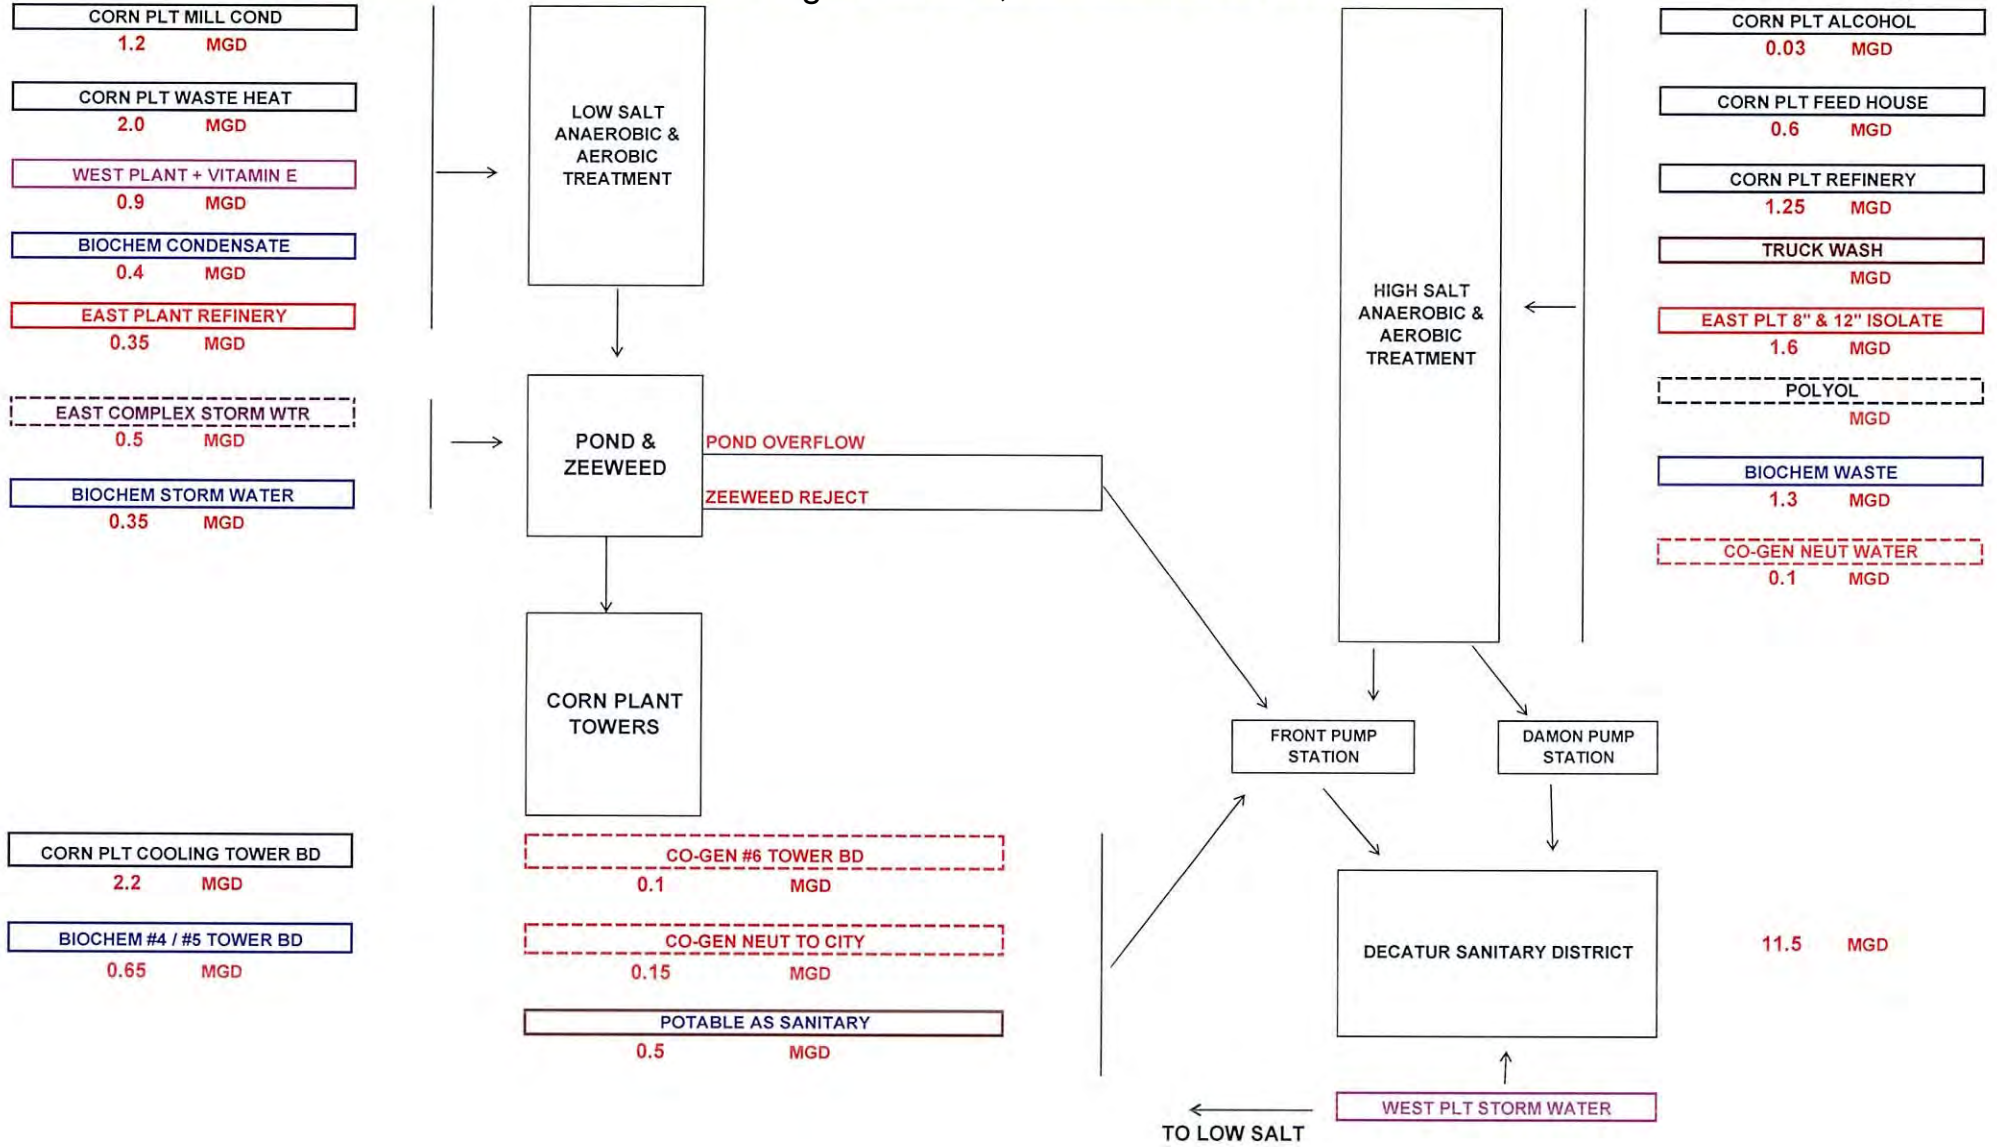 CORN PLT MILL COND
1.2 MGD
CORN PLT WASTE HEAT
2.0 MGD
WEST PLANT + VITAMIN E
0.9 MGD
BIOCHEM CONDENSATE
0.4 MGD
EAST PLANT REFINERY
0.35 MGD
EAST COMPLEX STORM WTR
0.5 MGD
BIOCHEM STORM WATER
0.35 MGD
LOW SALT
ANAEROBIC &
AEROBIC
TREATMENT
POND &
ZEEWEED
POND OVERFLOW
ZEEWEED REJECT
CORN PLANT
TOWERS
HIGH SALT
ANAEROBIC &
AEROBIC
TREATMENT
CORN PLT ALCOHOL
0.03 MGD
CORN PLT FEED HOUSE
0.6 MGD
CORN PLT REFINERY
1.25 MGD
TRUCK WASH
MGD
EAST PLT 8" & 12" ISOLATE
1.6 MGD
POLYOL
MGD
BIOCHEM WASTE
1.3 MGD
CO-GEN NEUT WATER
0.1 MGD
FRONT PUMP
STATION
DAMON PUMP
STATION
CORN PLT COOLING TOWER BD
2.2 MGD
BIOCHEM #4 / #5 TOWER BD
0.65 MGD
CO-GEN #6 TOWER BD
0.1 MGD
CO-GEN NEUT TO CITY
0.15 MGD
POTABLE AS SANITARY
0.5 MGD
DECATUR SANITARY DISTRICT
11.5 MGD
WEST PLT STORM WATER
TO LOW SALT